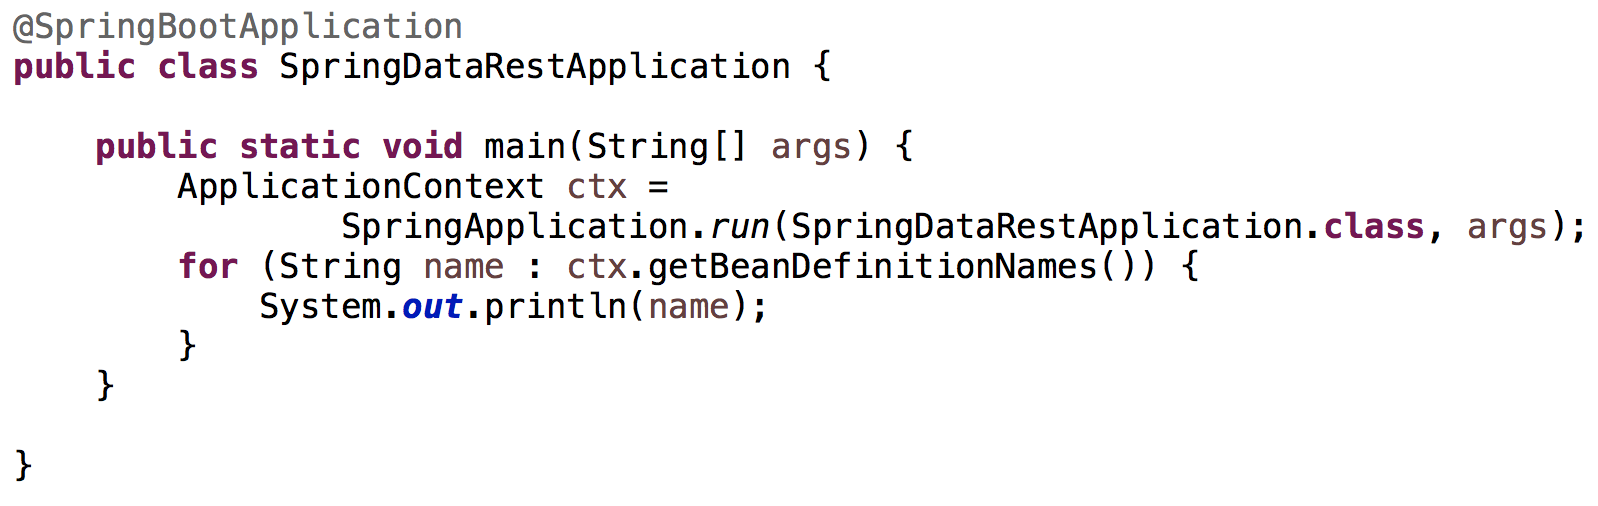 @SpringBootApplication
public class SpringDataRestApplication {
public static void main(String[] args) {
ApplicationContext ctx =
SpringApplication.run(SpringDataRestApplication.class, args);
for (String name : ctx.getBeanDefinitionNames()) {
System.out.println(name);
}
}
}